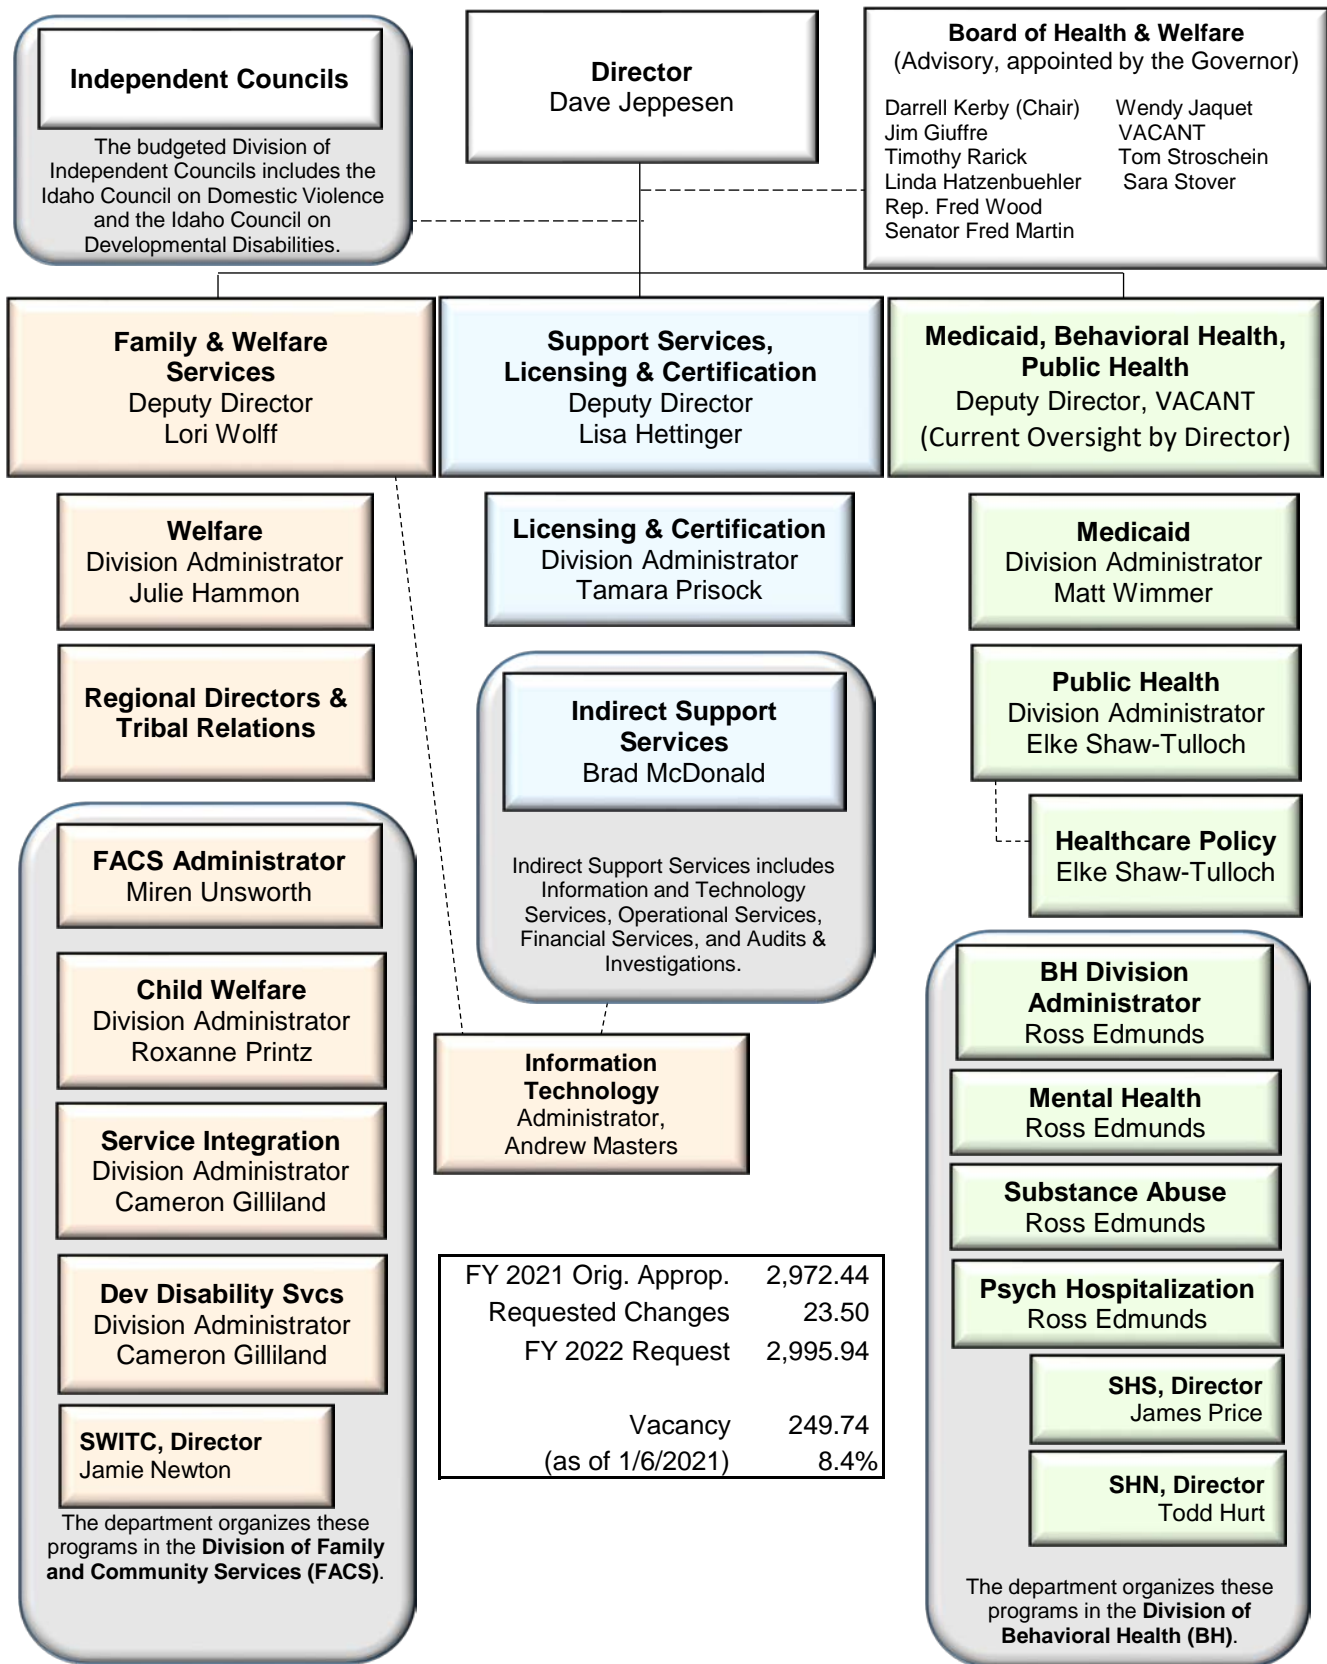 Independent Councils
The budgeted Division of
Independent Councils includes the
Idaho Council on Domestic Violence
and the Idaho Council on
Developmental Disabilities.
Director
Dave Jeppesen
Board of Health & Welfare
(Advisory, appointed by the Governor)
Darrell Kerby (Chair) Wendy Jaquet
Jim Giuffre VACANT
Timothy Rarick Tom Stroschein
Linda Hatzenbuehler Sara Stover
Rep. Fred Wood
Senator Fred Martin
Family & Welfare
Services
Deputy Director
Lori Wolff
Support Services,
Licensing & Certification
Deputy Director
Lisa Hettinger
Medicaid, Behavioral Health,
Public Health
Deputy Director, VACANT
(Current Oversight by Director)
Welfare
Division Administrator
Julie Hammon
Regional Directors &
Tribal Relations
FACS Administrator
Miren Unsworth
Child Welfare
Division Administrator
Roxanne Printz
Service Integration
Division Administrator
Cameron Gilliland
Dev Disability Svcs
Division Administrator
Cameron Gilliland
SWITC, Director
Jamie Newton
The department organizes these
programs in the Division of Family
and Community Services (FACS).
Licensing & Certification
Division Administrator
Tamara Prisock
Indirect Support
Services
Brad McDonald
Indirect Support Services includes
Information and Technology
Services, Operational Services,
Financial Services, and Audits &
Investigations.
Information
Technology
Administrator,
Andrew Masters
FY 2021 Orig. Approp. 2,972.44
Requested Changes 23.50
FY 2022 Request 2,995.94
Vacancy 249.74
(as of 1/6/2021) 8.4%
Medicaid
Division Administrator
Matt Wimmer
Public Health
Division Administrator
Elke Shaw-Tulloch
Healthcare Policy
Elke Shaw-Tulloch
BH Division
Administrator
Ross Edmunds
Mental Health
Ross Edmunds
Substance Abuse
Ross Edmunds
Psych Hospitalization
Ross Edmunds
SHS, Director
James Price
SHN, Director
Todd Hurt
The department organizes these
programs in the Division of
Behavioral Health (BH).